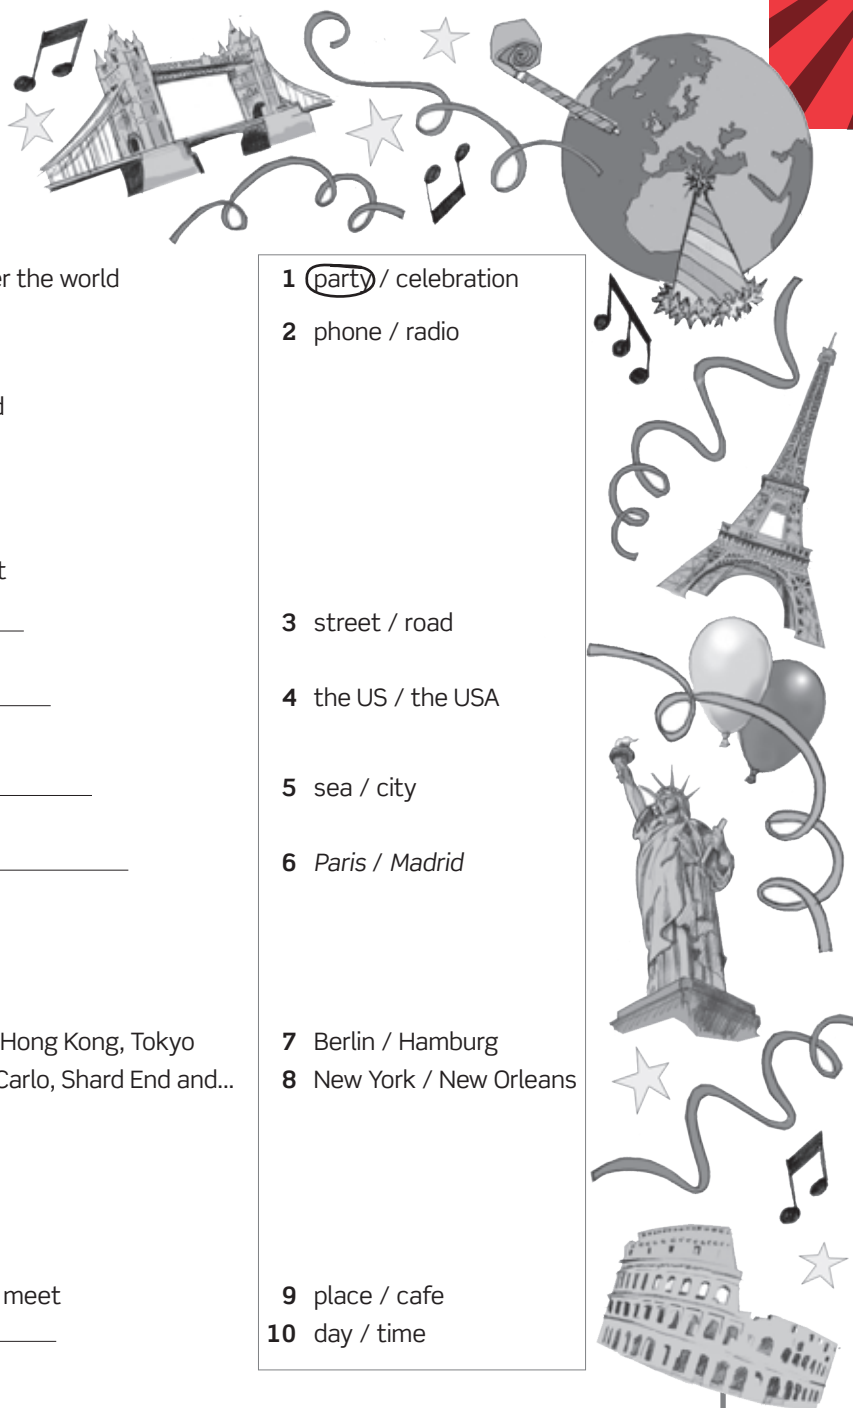 er the world
1 party / celebration
2 phone / radio
d
t
3 street / road
4 the US / the USA
5 sea / city
6 Paris / Madrid
Hong Kong, Tokyo
7 Berlin / Hamburg
Carlo, Shard End and...
8 New York / New Orleans
meet
9 place / cafe
10 day / time